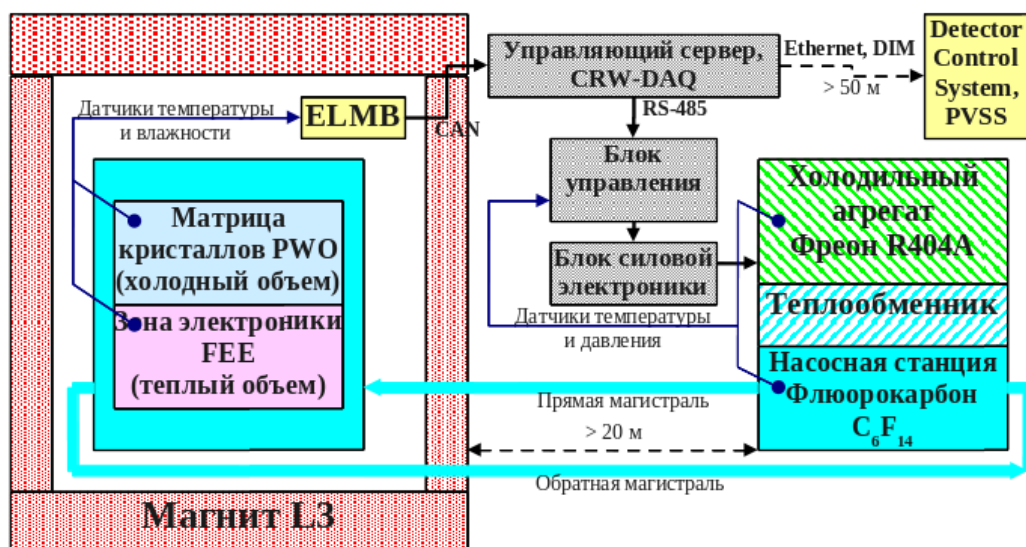 Управляющий сервер,
CRW-DAQ
Ethernet, DIM
> 50 м
Detector
Control
System,
PVSS
Датчики температуры
и влажности
ELMB
CAN
RS-485
Блок
управления
Холодильный
агрегат
Фреон R404A
Матрица
кристаллов PWO
(холодный объем)
Блок силовой
электроники
Теплообменник
Зона электроники
FEE
(теплый объем)
Датчики температуры
и давления
Насосная станция
Флюорокарбон
C₆F₁₄
Прямая магистраль
> 20 м
Обратная магистраль
Магнит L3